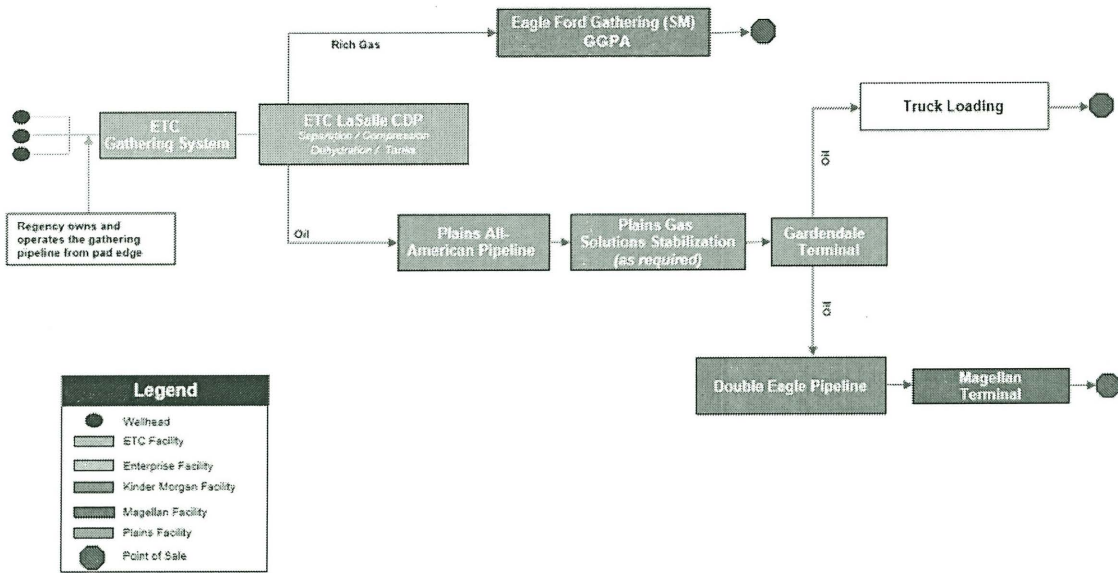 Eagle Ford Gathering (SM)
GGPA
Rich Gas
Truck Loading
ETC
Gathering System
ETC LaSalle CDP
Separation / Compression
Dehydration / Tanks
Oil
Regency owns and
operates the gathering
pipeline from pad edge
Oil
Plains All-
American Pipeline
Plains Gas
Solutions Stabilization
(as required)
Gardendale
Terminal
Oil
Double Eagle Pipeline
Magellan
Terminal
Legend
Wellhead
ETC Facility
Enterprise Facility
Kinder Morgan Facility
Magellan Facility
Plains Facility
Point of Sale